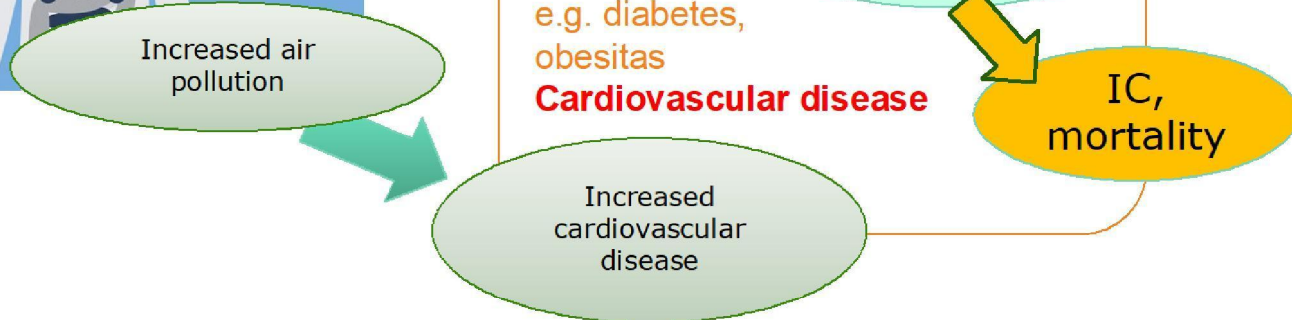 Increased air
pollution
e.g. diabetes,
obesitas
Cardiovascular disease
IC,
mortality
Increased
cardiovascular
disease